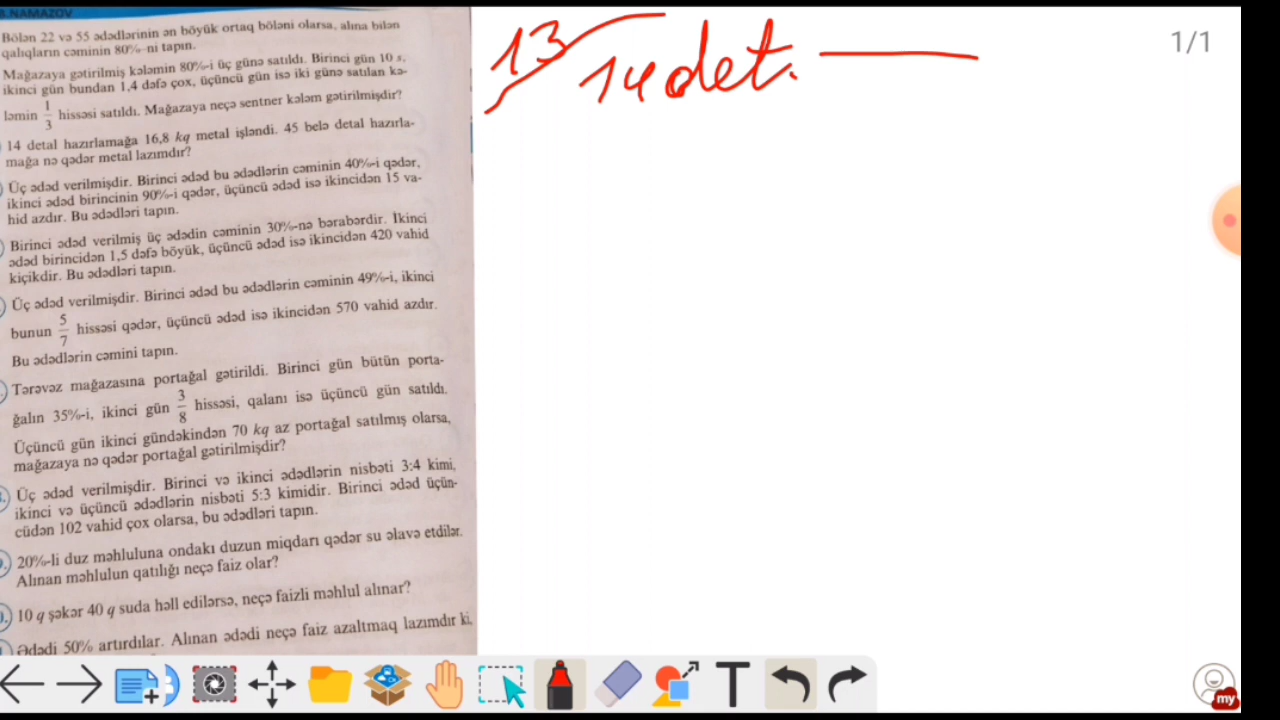 B.NAMAZOV
Bölən 22 və 55 ədədlərinin ən böyük ortaq böləni olarsa, alına bilən
qalıqların cəminin 80%-ni tapın.
Mağazaya gətirilmiş kələmin 80%-i üç günə satıldı. Birinci gün 10 s,
ikinci gün bundan 1,4 dəfə çox, üçüncü gün isə iki günə satılan kə-
ləmin 1/3 hissəsi satıldı. Mağazaya neçə sentner kələm gətirilmişdir?
14 detal hazırlamağa 16,8 kq metal işləndi. 45 belə detal hazırla-
mağa nə qədər metal lazımdır?
Üç ədəd verilmişdir. Birinci ədəd bu ədədlərin cəminin 40%-i qədər,
ikinci ədəd birincinin 90%-i qədər, üçüncü ədəd isə ikincidən 15 va-
hid azdır. Bu ədədləri tapın.
Birinci ədəd verilmiş üç ədədin cəminin 30%-nə bərabərdir. İkinci
ədəd birincidən 1,5 dəfə böyük, üçüncü ədəd isə ikincidən 420 vahid
kiçikdir. Bu ədədləri tapın.
Üç ədəd verilmişdir. Birinci ədəd bu ədədlərin cəminin 49%-i, ikinci
bunun 5/7 hissəsi qədər, üçüncü ədəd isə ikincidən 570 vahid azdır.
Bu ədədlərin cəmini tapın.
Tərəvəz mağazasına portağal gətirildi. Birinci gün bütün porta-
ğalın 35%-i, ikinci gün 3/8 hissəsi, qalanı isə üçüncü gün satıldı.
Üçüncü gün ikinci gündəkindən 70 kq az portağal satılmış olarsa,
mağazaya nə qədər portağal gətirilmişdir?
Üç ədəd verilmişdir. Birinci və ikinci ədədlərin nisbəti 3:4 kimi,
ikinci və üçüncü ədədlərin nisbəti 5:3 kimidir. Birinci ədəd üçün-
cüdən 102 vahid çox olarsa, bu ədədləri tapın.
20%-li duz məhluluna ondakı duzun miqdarı qədər su əlavə etdilər.
Alınan məhlulun qatılığı neçə faiz olar?
10 q şəkər 40 q suda həll edilərsə, neçə faizli məhlul alınar?
Ədədi 50% artırdılar. Alınan ədədi neçə faiz azaltmaq lazımdır ki,
13
14 det.
1/1
T
my